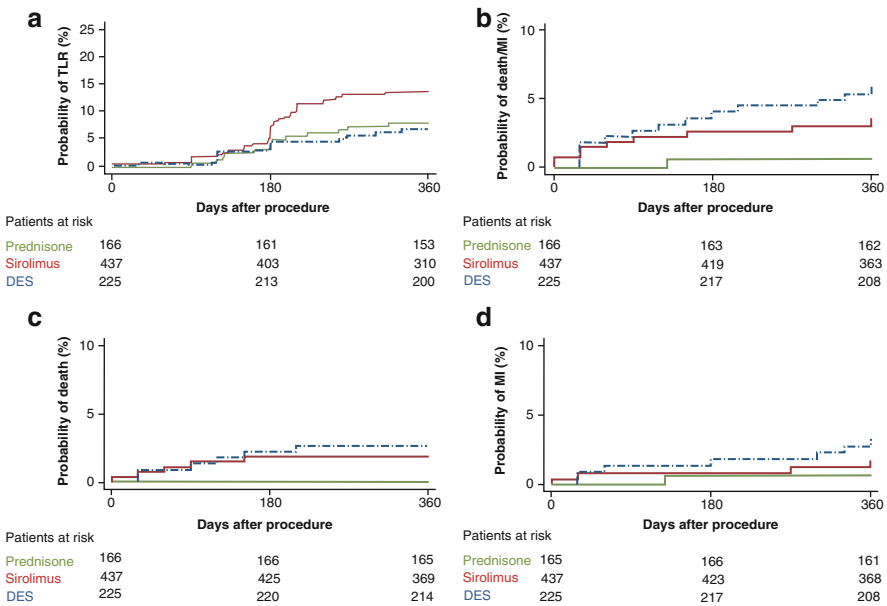 a
Probability of TLR (%)
25
20
15
10
5
0
0 180 360
Days after procedure
Patients at risk
Prednisone 166 161 153
Sirolimus 437 403 310
DES 225 213 200
b
Probability of death/MI (%)
10
5
0
0 180 360
Days after procedure
Patients at risk
Prednisone 166 163 162
Sirolimus 437 419 363
DES 225 217 208
c
Probability of death (%)
10
5
0
0 180 360
Days after procedure
Patients at risk
Prednisone 166 166 165
Sirolimus 437 425 369
DES 225 220 214
d
Probability of MI (%)
10
5
0
0 180 360
Days after procedure
Patients at risk
Prednisone 165 166 161
Sirolimus 437 423 368
DES 225 217 208